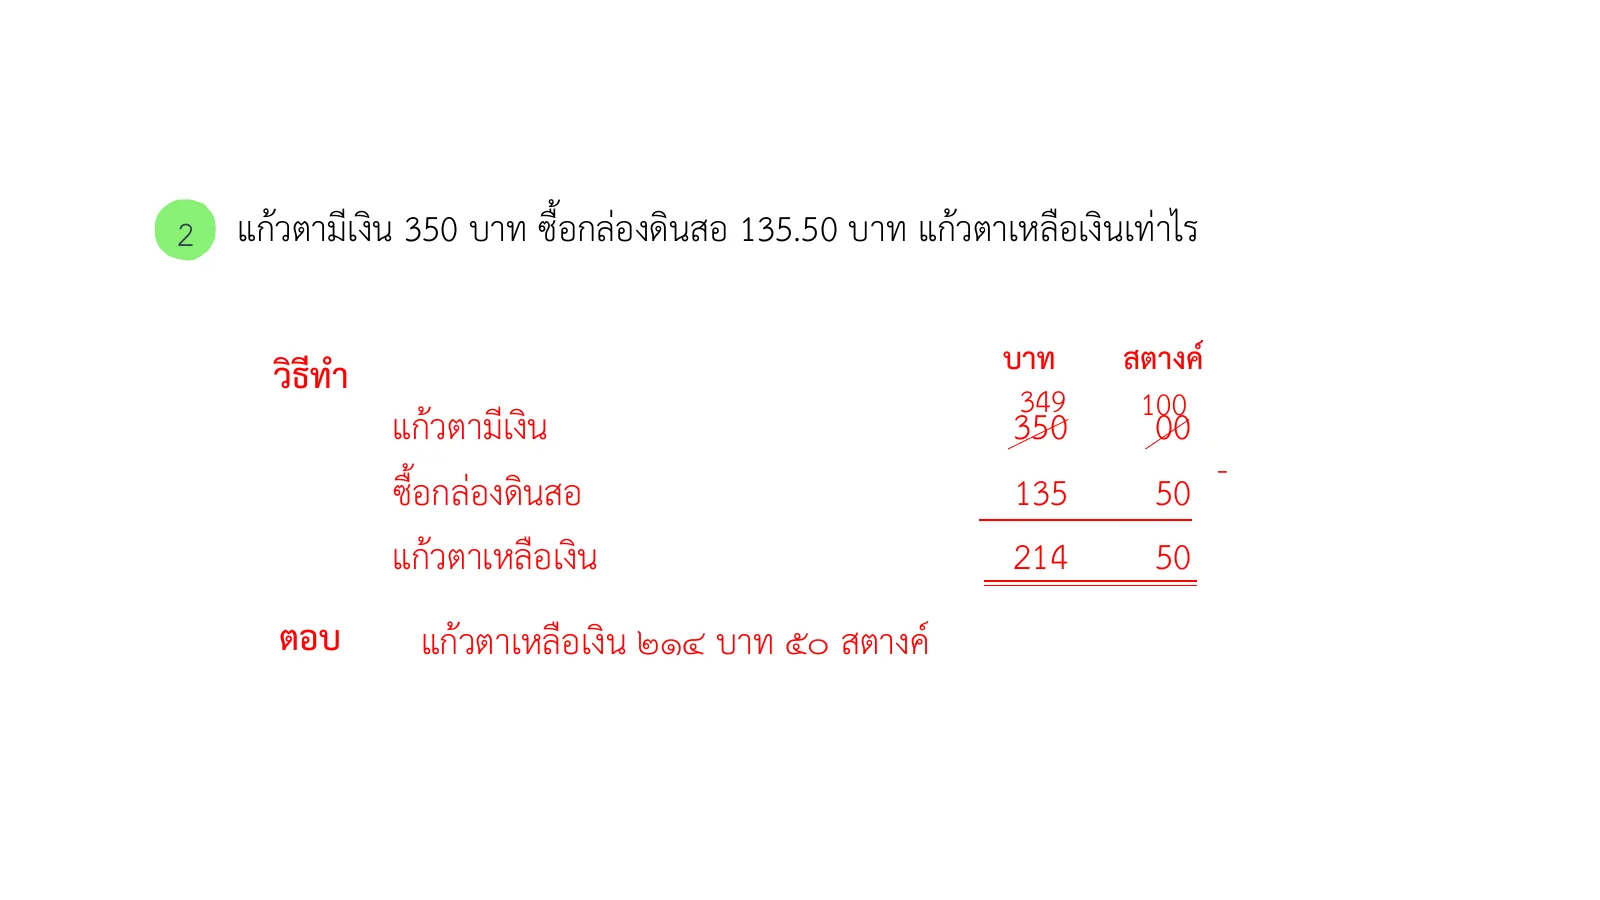 2 แก้วตามีเงิน 350 บาท ซื้อกล่องดินสอ 135.50 บาท แก้วตาเหลือเงินเท่าไร
วิธีทำ
บาท สตางค์
349 100
แก้วตามีเงิน 350 00
-
ซื้อกล่องดินสอ 135 50
แก้วตาเหลือเงิน 214 50
ตอบ แก้วตาเหลือเงิน ๒๑๔ บาท ๕๐ สตางค์